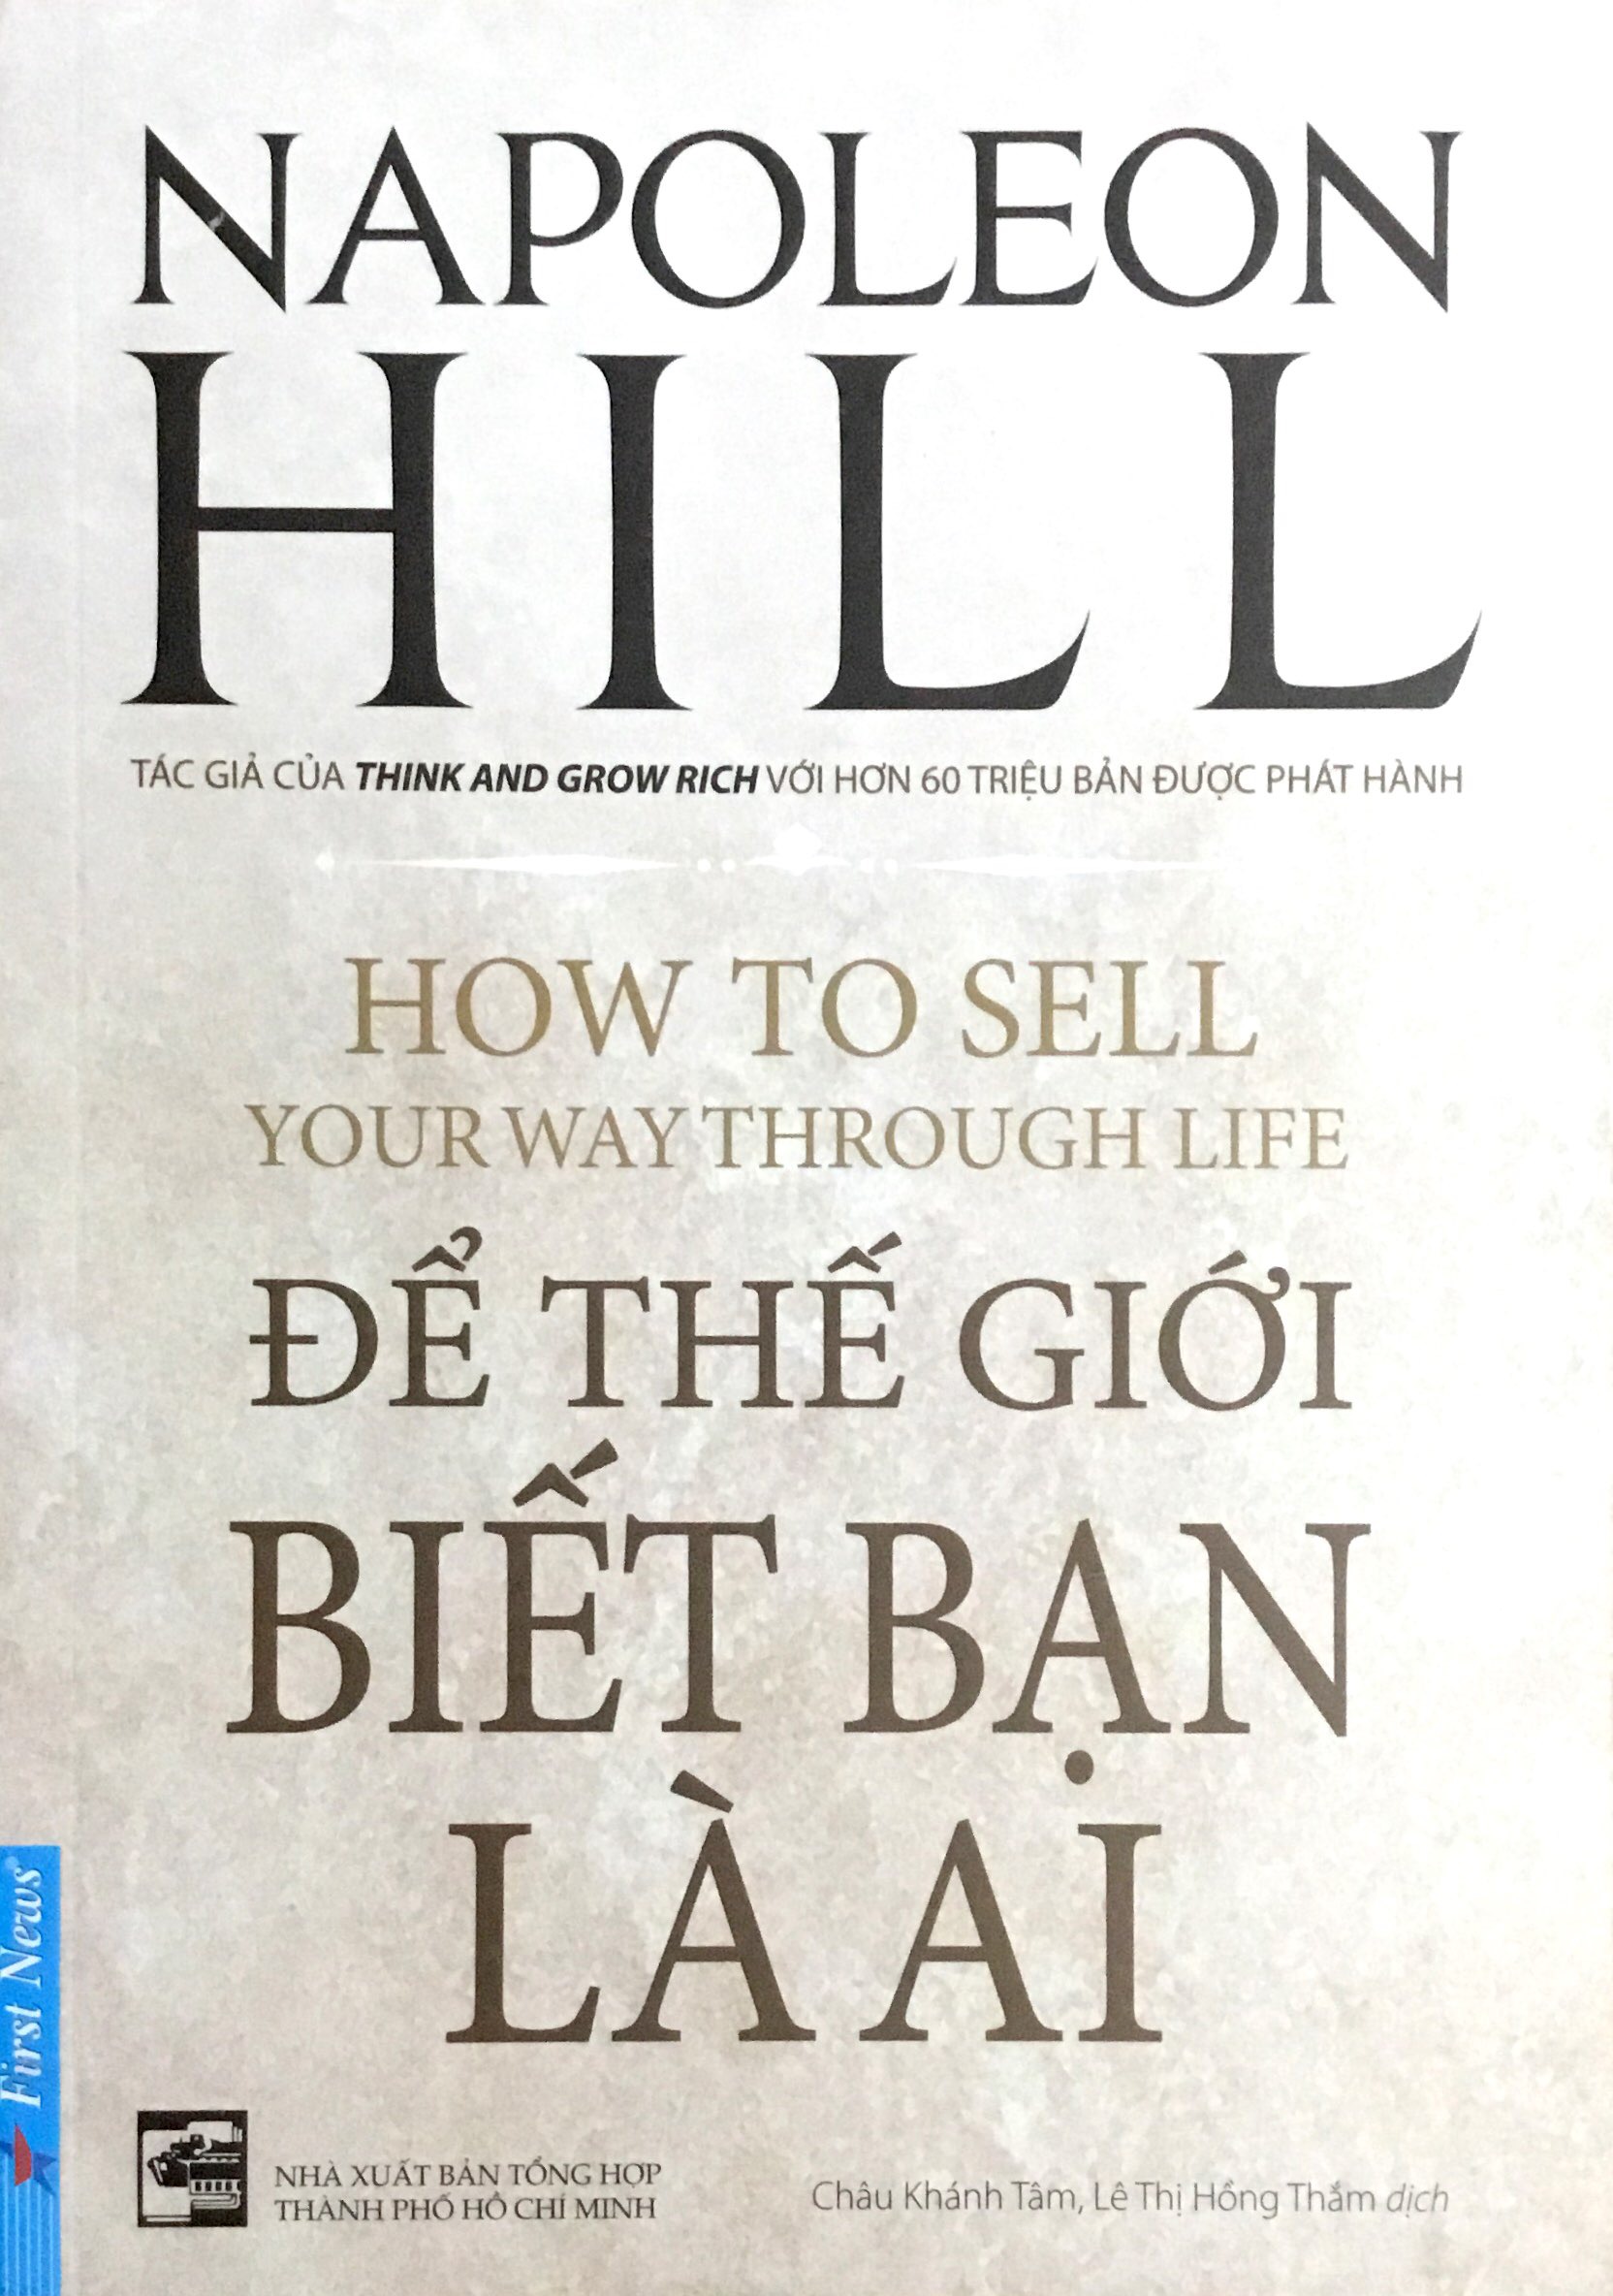 NAPOLEON
HILL
TÁC GIẢ CỦA THINK AND GROW RICH VỚI HƠN 60 TRIỆU BẢN ĐƯỢC PHÁT HÀNH
HOW TO SELL
YOUR WAY THROUGH LIFE
ĐỂ THẾ GIỚI
BIẾT BẠN
LÀ AI
First News
NHÀ XUẤT BẢN TỔNG HỢP
THÀNH PHỐ HỒ CHÍ MINH
Châu Khánh Tâm, Lê Thị Hồng Thắm dịch